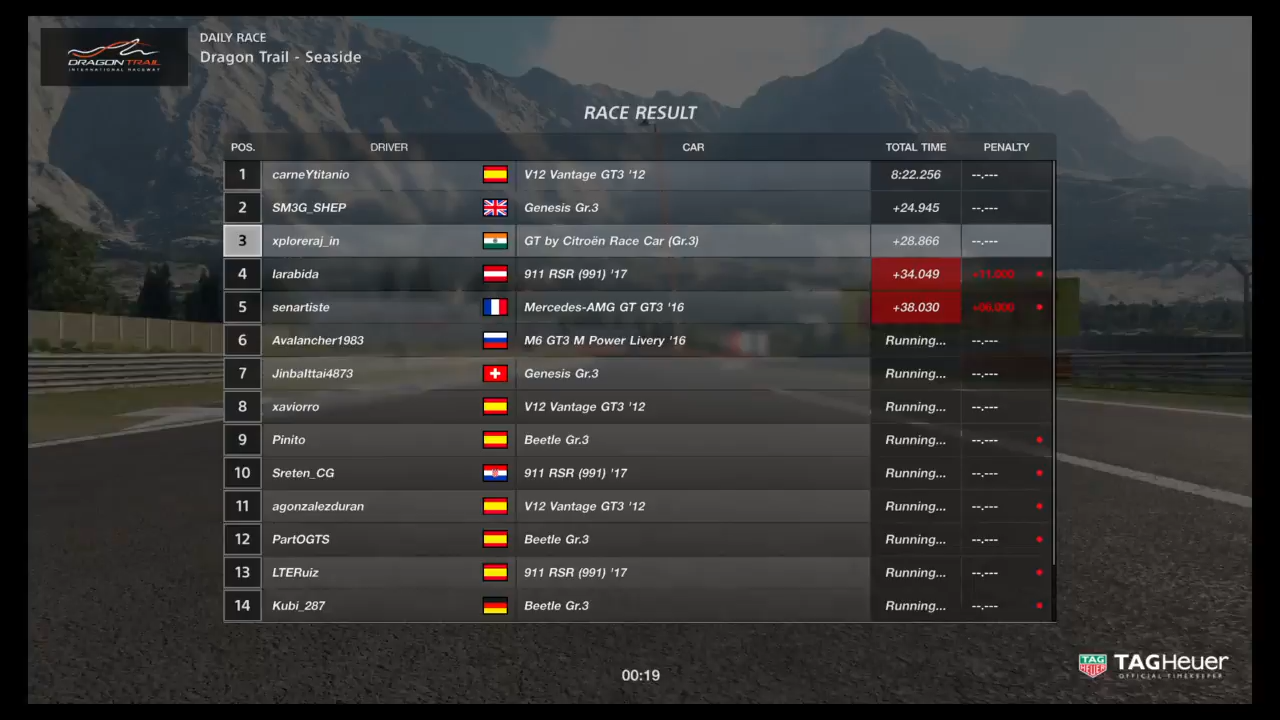 DRAGON TRAIL
INTERNATIONAL RACEWAY
DAILY RACE
Dragon Trail - Seaside
RACE RESULT
POS. DRIVER CAR TOTAL TIME PENALTY
1 carneYtitanio V12 Vantage GT3 '12 8:22.256 --.---
2 SM3G_SHEP Genesis Gr.3 +24.945 --.---
3 xploreraj_in GT by Citroën Race Car (Gr.3) +28.866 --.---
4 larabida 911 RSR (991) '17 +34.049 +11.000
5 senartiste Mercedes-AMG GT GT3 '16 +38.030
6 Avalancher1983 M6 GT3 M Power Livery '16 Running... --.---
7 Jinbalttai4873 Genesis Gr.3 Running... --.---
8 xaviorro V12 Vantage GT3 '12 Running... --.---
9 Pinito Beetle Gr.3 Running... --.---
10 Sreten_CG 911 RSR (991) '17 Running... --.---
11 agonzalezduran V12 Vantage GT3 '12 Running... --.---
12 PartOGTS Beetle Gr.3 Running... --.---
13 LTERuiz 911 RSR (991) '17 Running... --.---
14 Kubi_287 Beetle Gr.3 Running... --.---
00:19
TAG HEUER TAGHeuer
OFFICIAL TIMEKEEPER